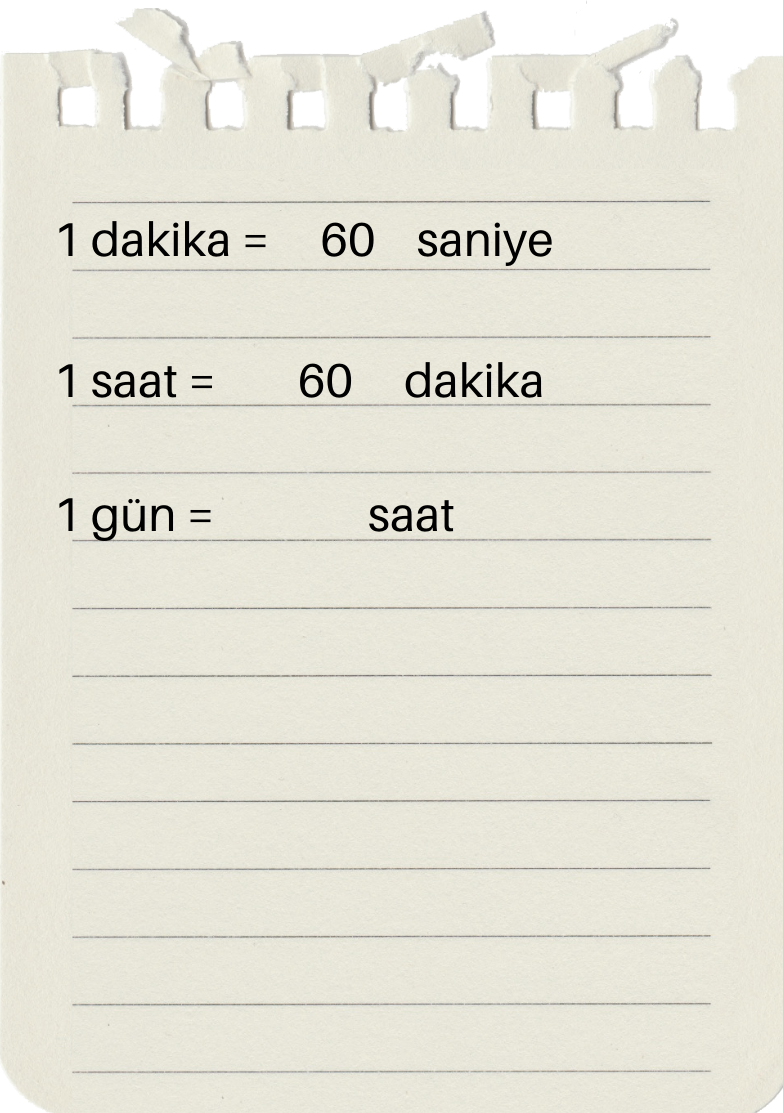 1 dakika = 60 saniye
1 saat = 60 dakika
1 gün = saat